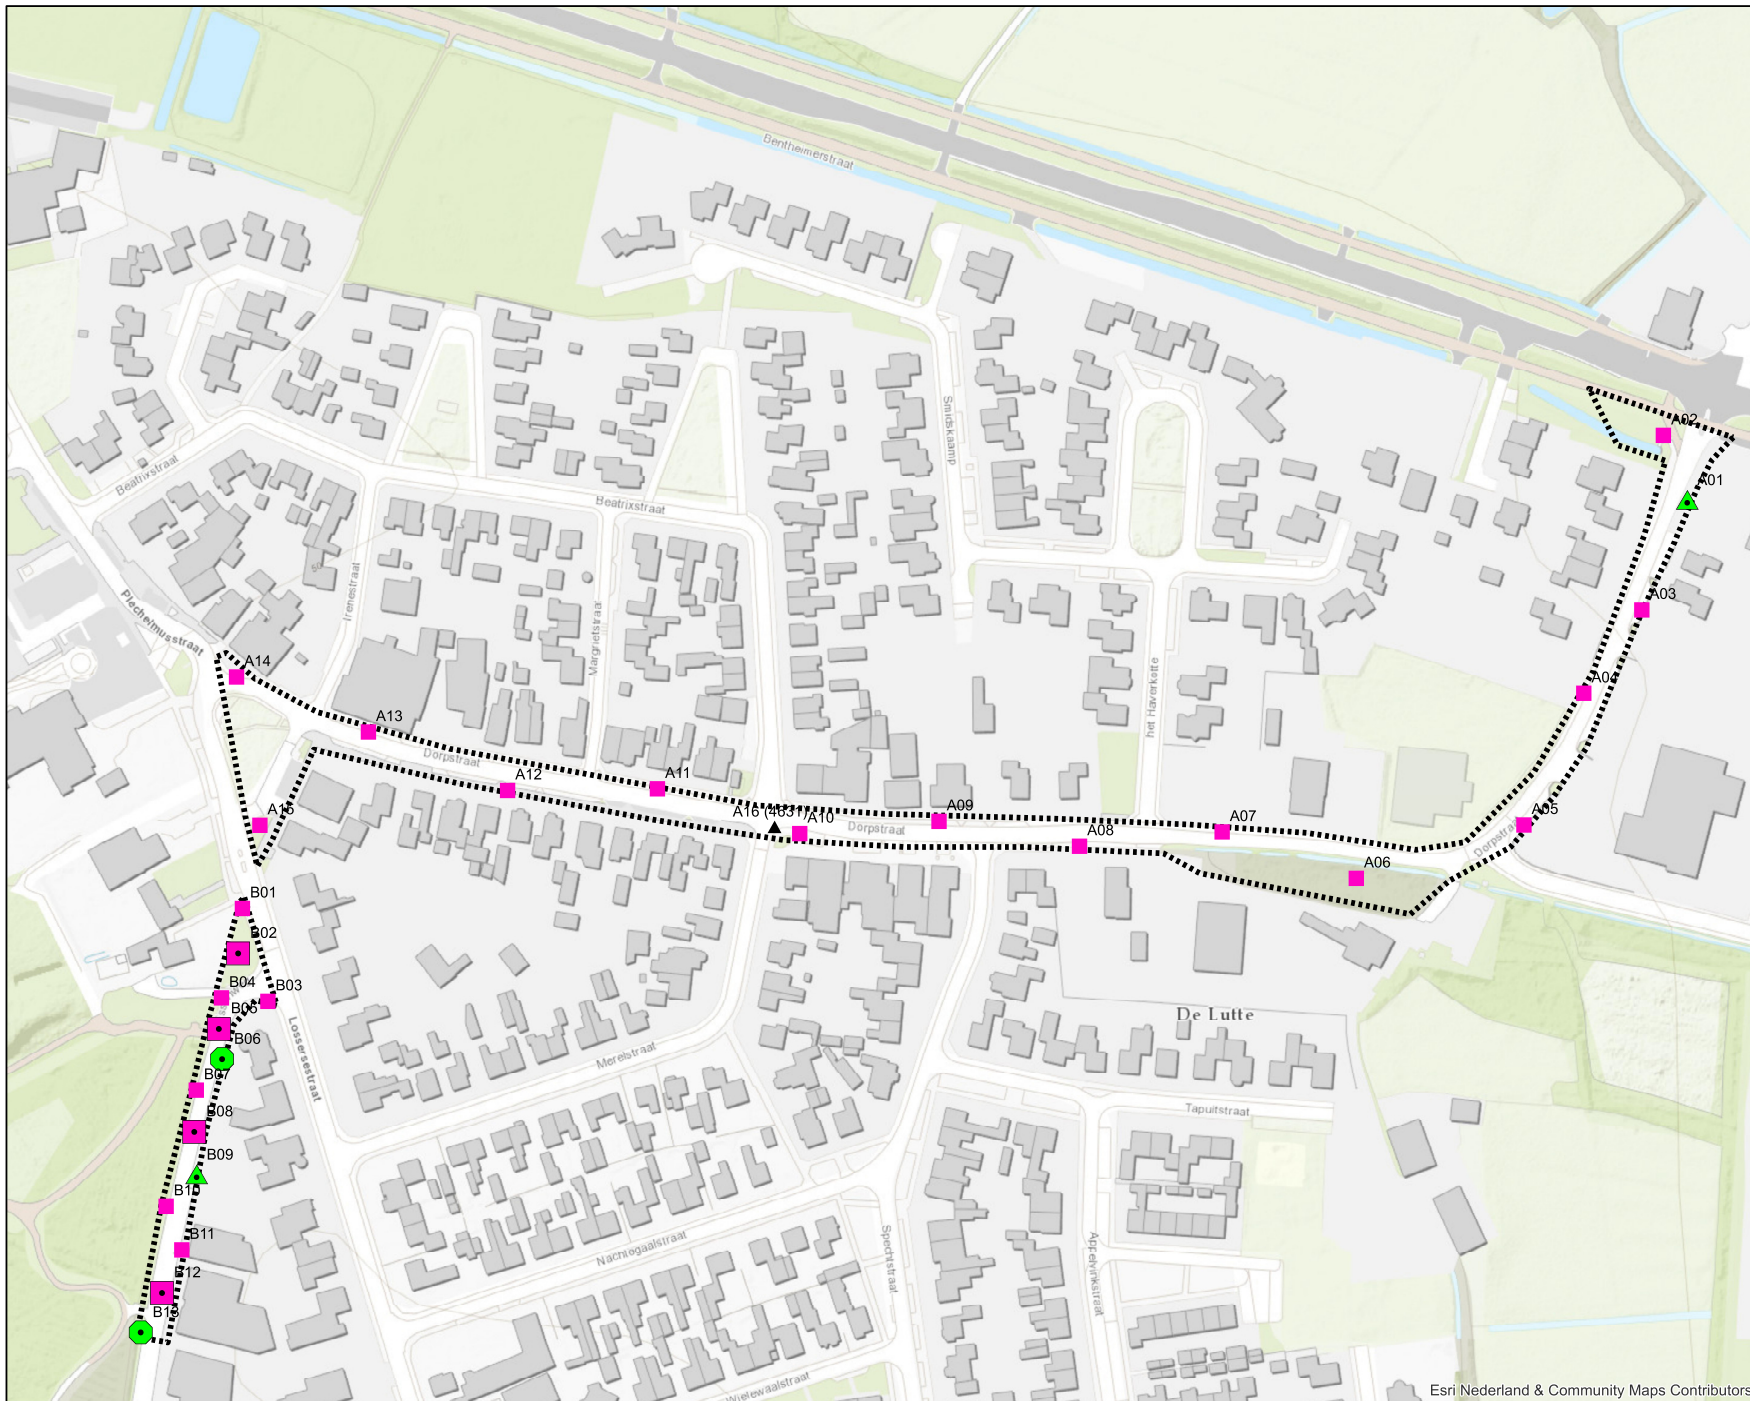 Bentheimerstraat
A02
Smidskaamp
A01
Beatrixstraat
Beatrixstraat
Irenestraat
50
A03
Plechelmusstraat
Margrietstraat
A14
het Haverkotte
A04
A13
Dorpstraat
A12
A11
A16 (4631)
A10
A09
Dorpstraat
A08
A07
A05
Dorpstraat
A15
A06
B01
B02
B04
B03
B05
De Lutte
B06
Lossersestraat
Merelstraat
B07
B08
Tapuitstraat
B09
B10
B11
Nachtegaalstraat
Spechtstraat
Appelvinkstraat
B12
B13
Wielewaalstraat
Esri Nederland & Community Maps Contributors